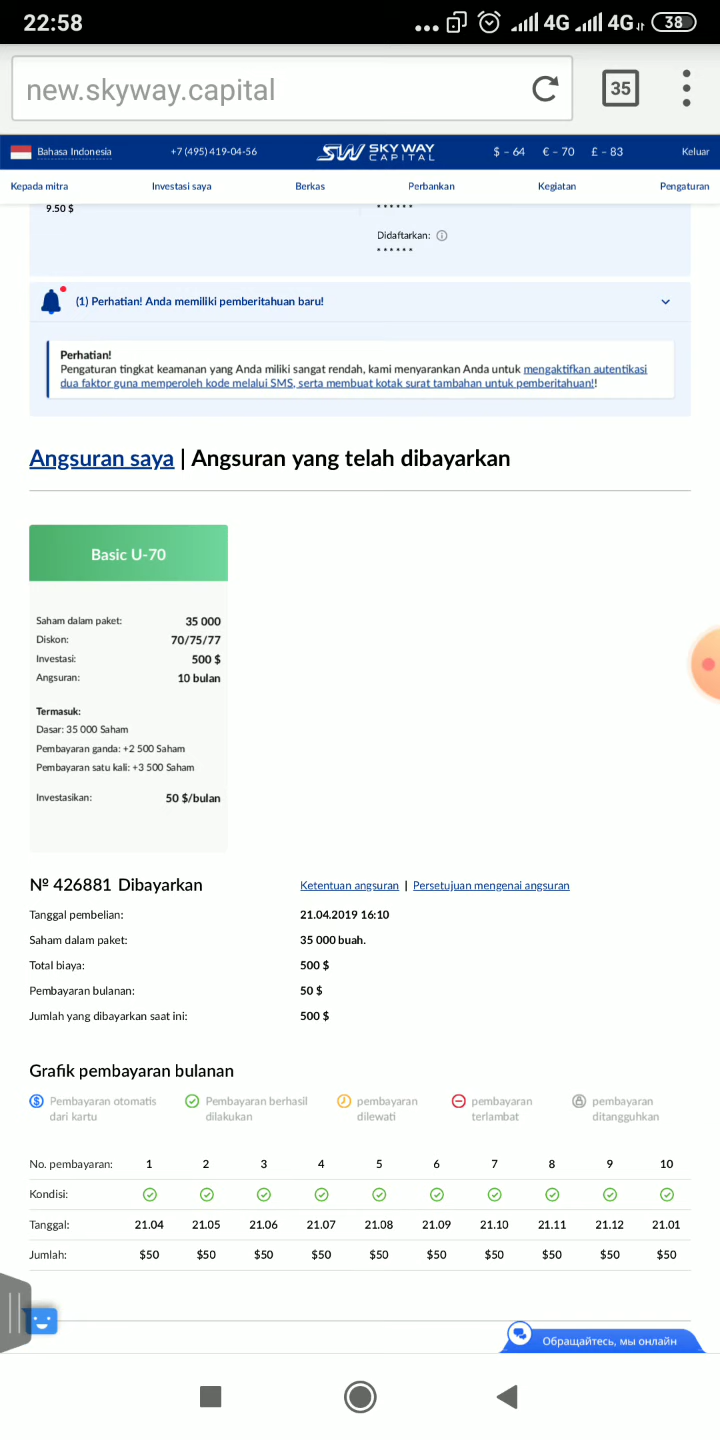 22:58
4G 4G 38
new.skyway.capital
35
Bahasa Indonesia +7 (495) 419-04-56 SW SKY WAY CAPITAL $ – 64 € – 70 £ – 83 Keluar
Kepada mitra Investasi saya Berkas Perbankan Kegiatan Pengaturan
9.50 $
Didaftarkan:
(1) Perhatian! Anda memiliki pemberitahuan baru!
Perhatian!
Pengaturan tingkat keamanan yang Anda miliki sangat rendah, kami menyarankan Anda untuk mengaktifkan autentikasi
dua faktor guna memperoleh kode melalui SMS, serta membuat kotak surat tambahan untuk pemberitahuan!!
Angsuran saya | Angsuran yang telah dibayarkan
Basic U-70
Saham dalam paket: 35 000
Diskon: 70/75/77
Investasi: 500 $
Angsuran: 10 bulan
Termasuk:
Dasar: 35 000 Saham
Pembayaran ganda: +2 500 Saham
Pembayaran satu kali: +3 500 Saham
Investasikan: 50 $/bulan
№ 426881 Dibayarkan Ketentuan angsuran | Persetujuan mengenai angsuran
Tanggal pembelian: 21.04.2019 16:10
Saham dalam paket: 35 000 buah.
Total biaya: 500 $
Pembayaran bulanan: 50 $
Jumlah yang dibayarkan saat ini: 500 $
Grafik pembayaran bulanan
Pembayaran otomatis dari kartu
Pembayaran berhasil dilakukan
pembayaran dilewati
pembayaran terlambat
pembayaran ditangguhkan
No. pembayaran: 1 2 3 4 5 6 7 8 9 10
Kondisi:
Tanggal: 21.04 21.05 21.06 21.07 21.08 21.09 21.10 21.11 21.12 21.01
Jumlah: $50 $50 $50 $50 $50 $50 $50 $50 $50 $50
Обращайтесь, мы онлайн